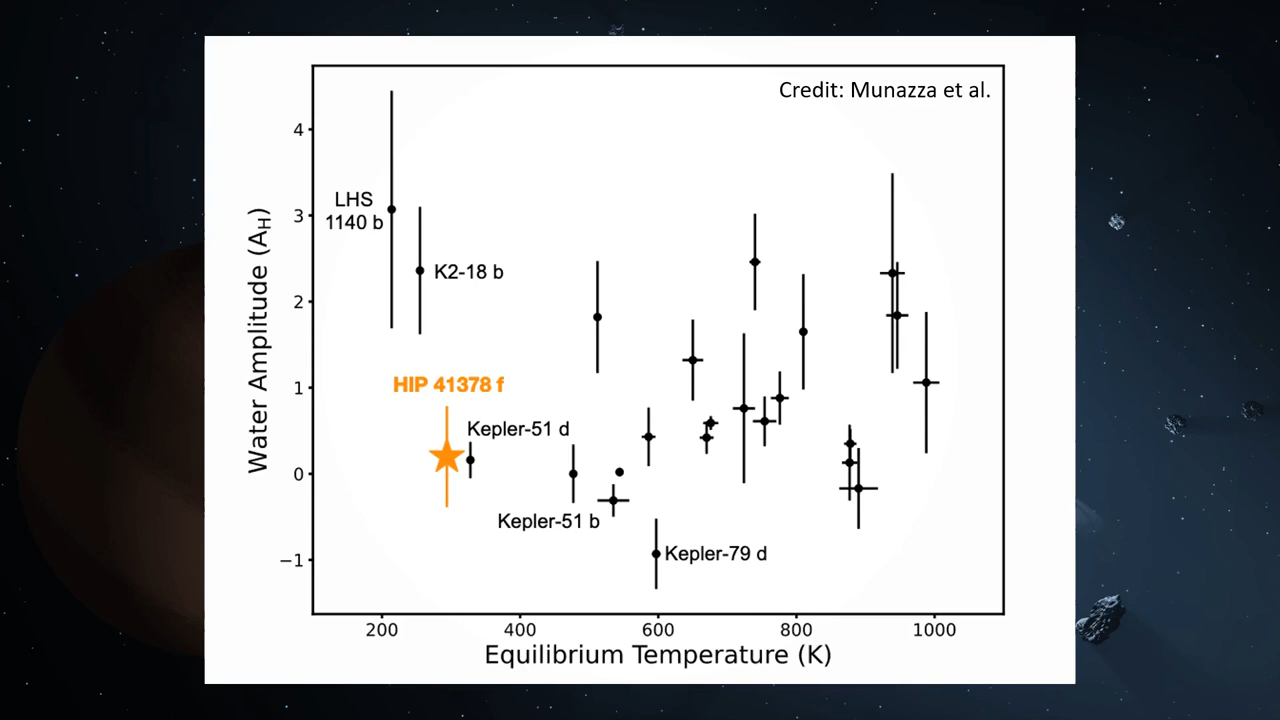 Credit: Munazza et al.
Water Amplitude (A_H)
4
3
2
1
0
−1
LHS
1140 b
K2-18 b
HIP 41378 f
Kepler-51 d
Kepler-51 b
Kepler-79 d
200
400
600
800
1000
Equilibrium Temperature (K)